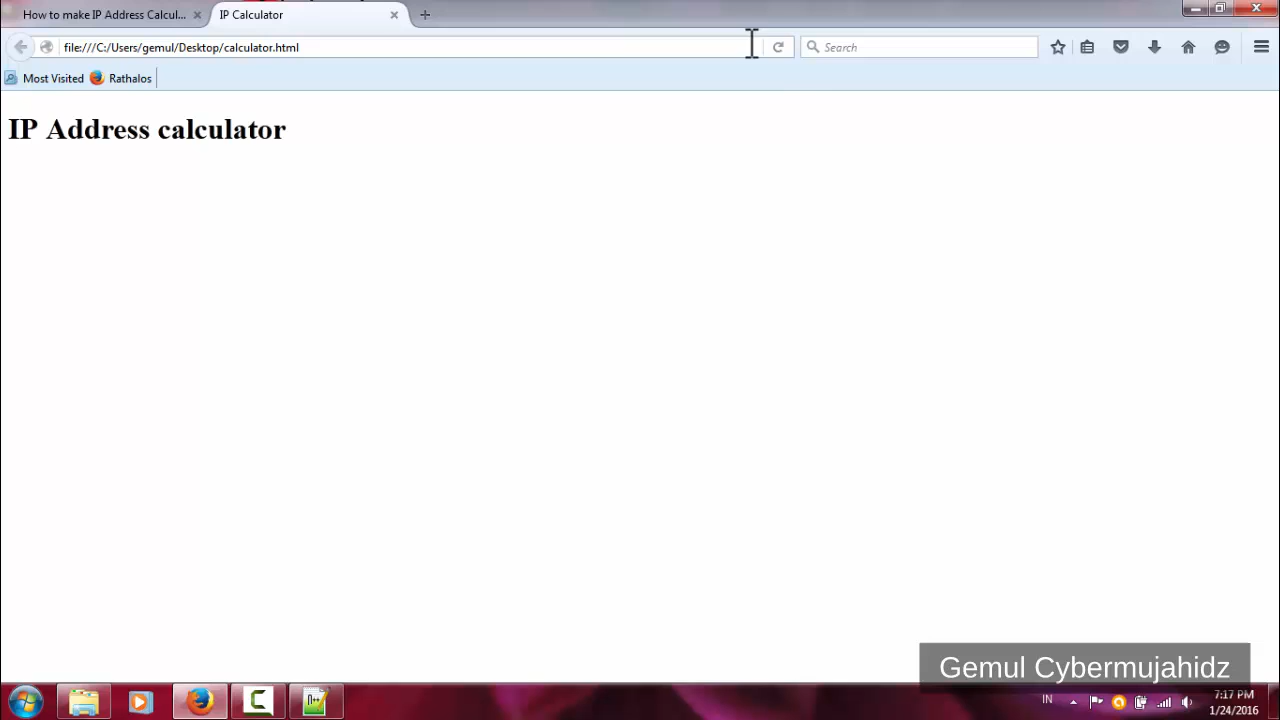 How to make IP Address Calcul...
IP Calculator
file:///C:/Users/gemul/Desktop/calculator.html
Search
Most Visited
Rathalos
IP Address calculator
Gemul Cybermujahidz
IN
7:17 PM
1/24/2016